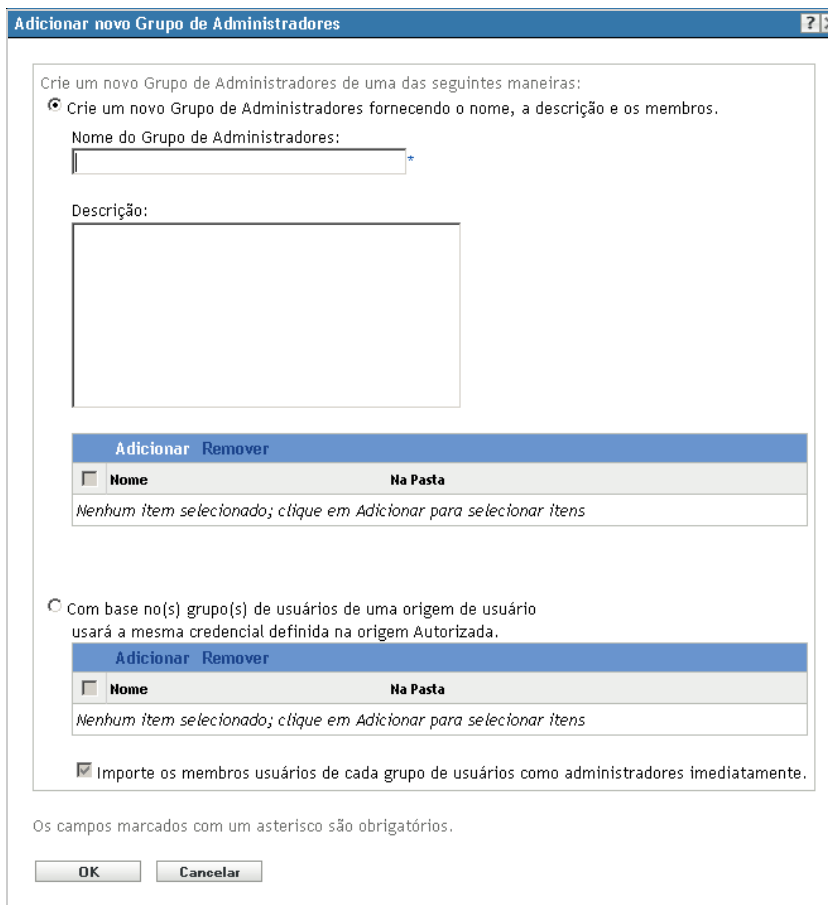 Adicionar novo Grupo de Administradores
?
Crie um novo Grupo de Administradores de uma das seguintes maneiras:
Crie um novo Grupo de Administradores fornecendo o nome, a descrição e os membros.
Nome do Grupo de Administradores:
*
Descrição:
Adicionar Remover
Nome Na Pasta
Nenhum item selecionado; clique em Adicionar para selecionar itens
Com base no(s) grupo(s) de usuários de uma origem de usuário
usará a mesma credencial definida na origem Autorizada.
Adicionar Remover
Nome Na Pasta
Nenhum item selecionado; clique em Adicionar para selecionar itens
Importe os membros usuários de cada grupo de usuários como administradores imediatamente.
Os campos marcados com um asterisco são obrigatórios.
OK Cancelar